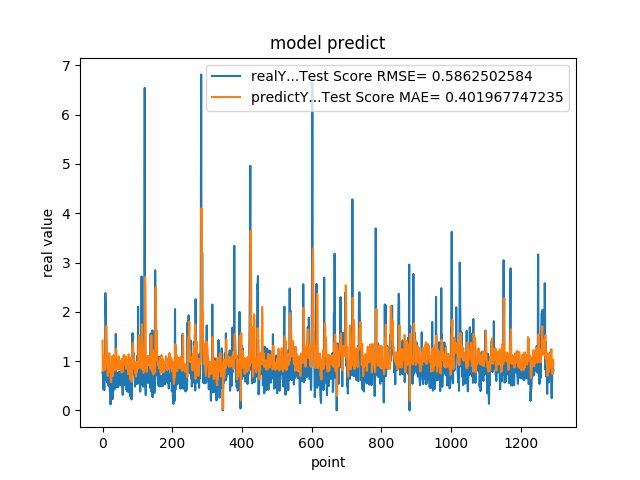 model predict
realY...Test Score RMSE= 0.5862502584
predictY...Test Score MAE= 0.401967747235
real value
7
6
5
4
3
2
1
0
0 200 400 600 800 1000 1200
point